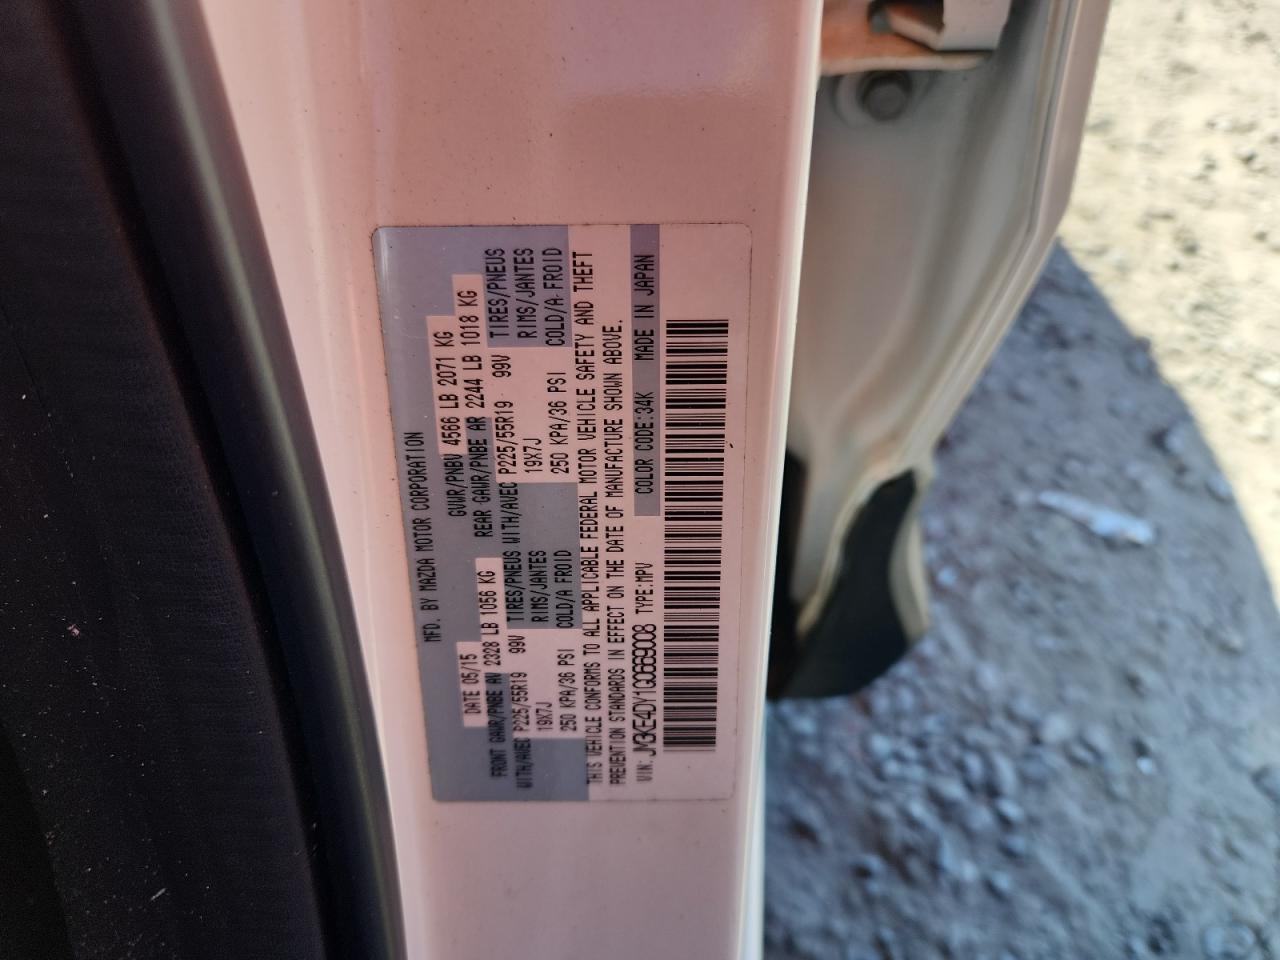 MFD. BY MAZDA MOTOR CORPORATION
DATE 05/15 GVWR/PNBV 4566 LB 2071 KG
FRONT GAWR/PNBE AV 2328 LB 1056 KG REAR GAWR/PNBE AR 2244 LB 1018 KG
WITH/AVEC P225/55R19 99V TIRES/PNEUS WITH/AVEC P225/55R19 99V TIRES/PNEUS
19X7J RIMS/JANTES 19X7J RIMS/JANTES
250 KPA/36 PSI COLD/A FROID 250 KPA/36 PSI COLD/A FROID
THIS VEHICLE CONFORMS TO ALL APPLICABLE FEDERAL MOTOR VEHICLE SAFETY AND THEFT
PREVENTION STANDARDS IN EFFECT ON THE DATE OF MANUFACTURE SHOWN ABOVE.
VIN: JM3KE4DY1G0669008 TYPE:MPV COLOR CODE:34K MADE IN JAPAN